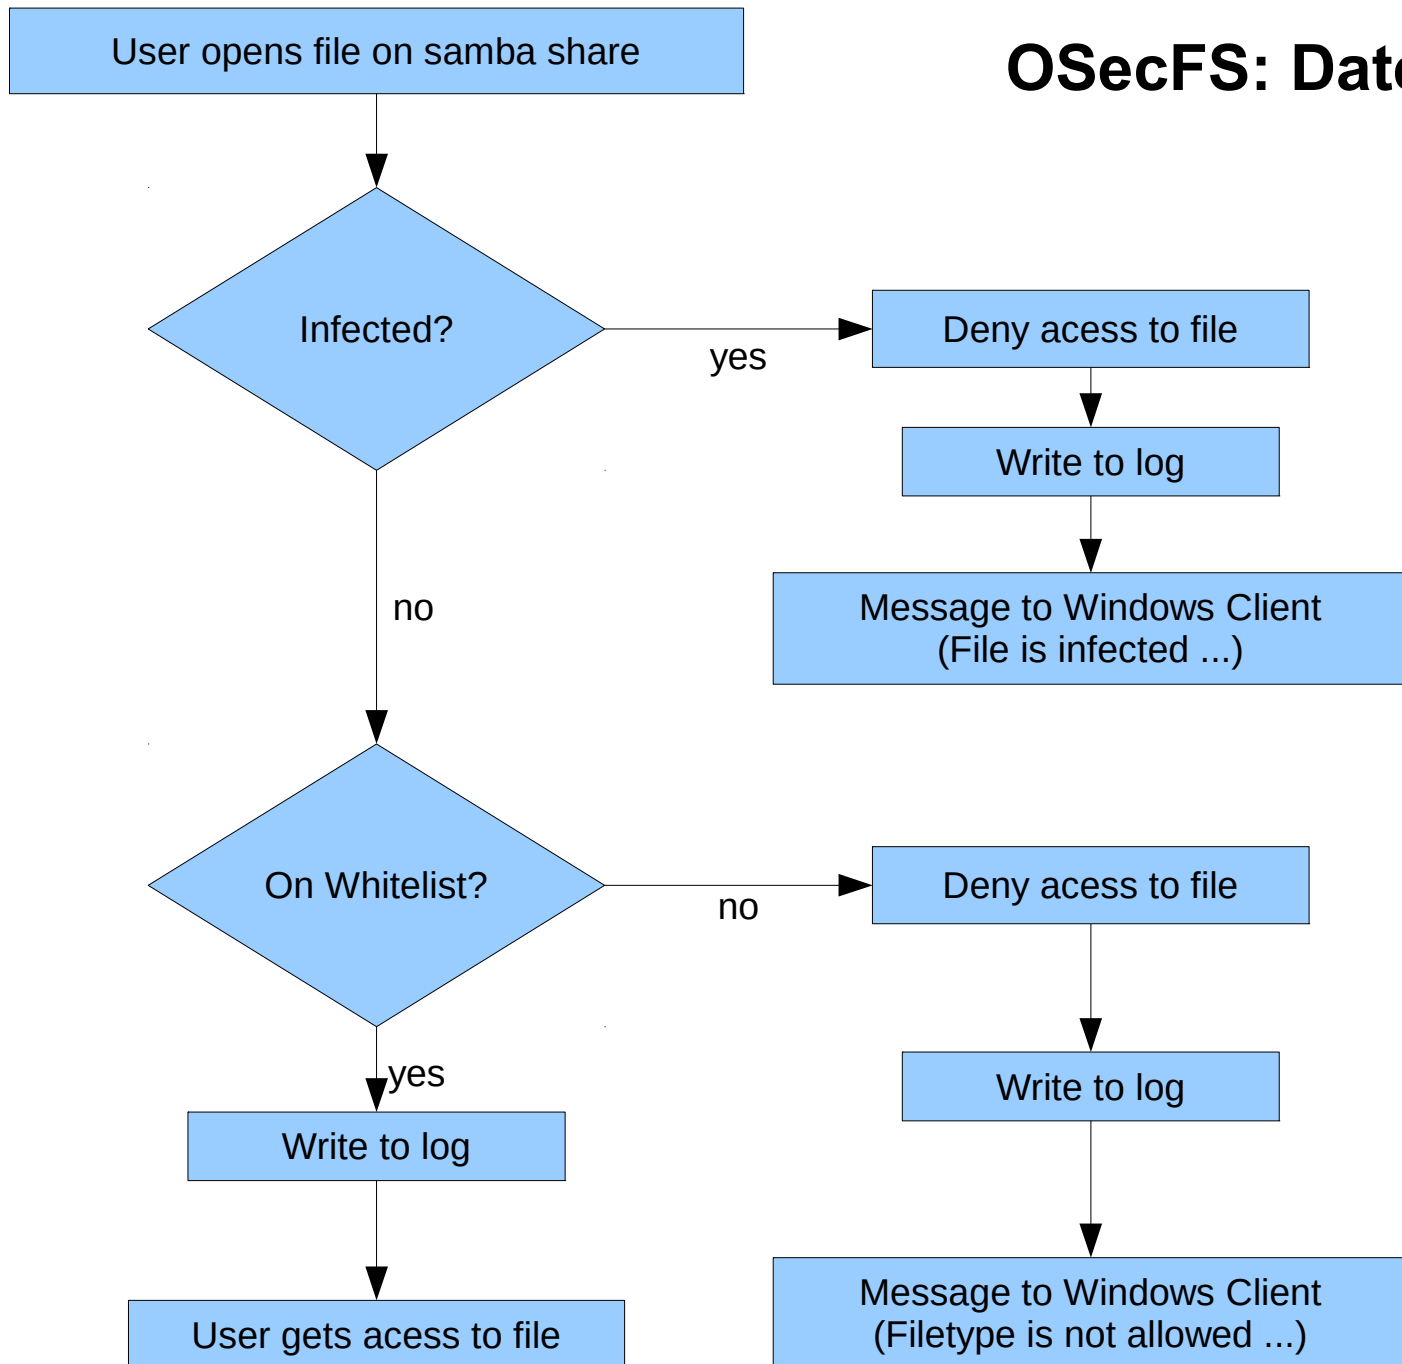 User opens file on samba share
OSecFS: Date
Infected?
yes
Deny acess to file
Write to log
Message to Windows Client
(File is infected ...)
no
On Whitelist?
no
Deny acess to file
yes
Write to log
Write to log
User gets acess to file
Message to Windows Client
(Filetype is not allowed ...)